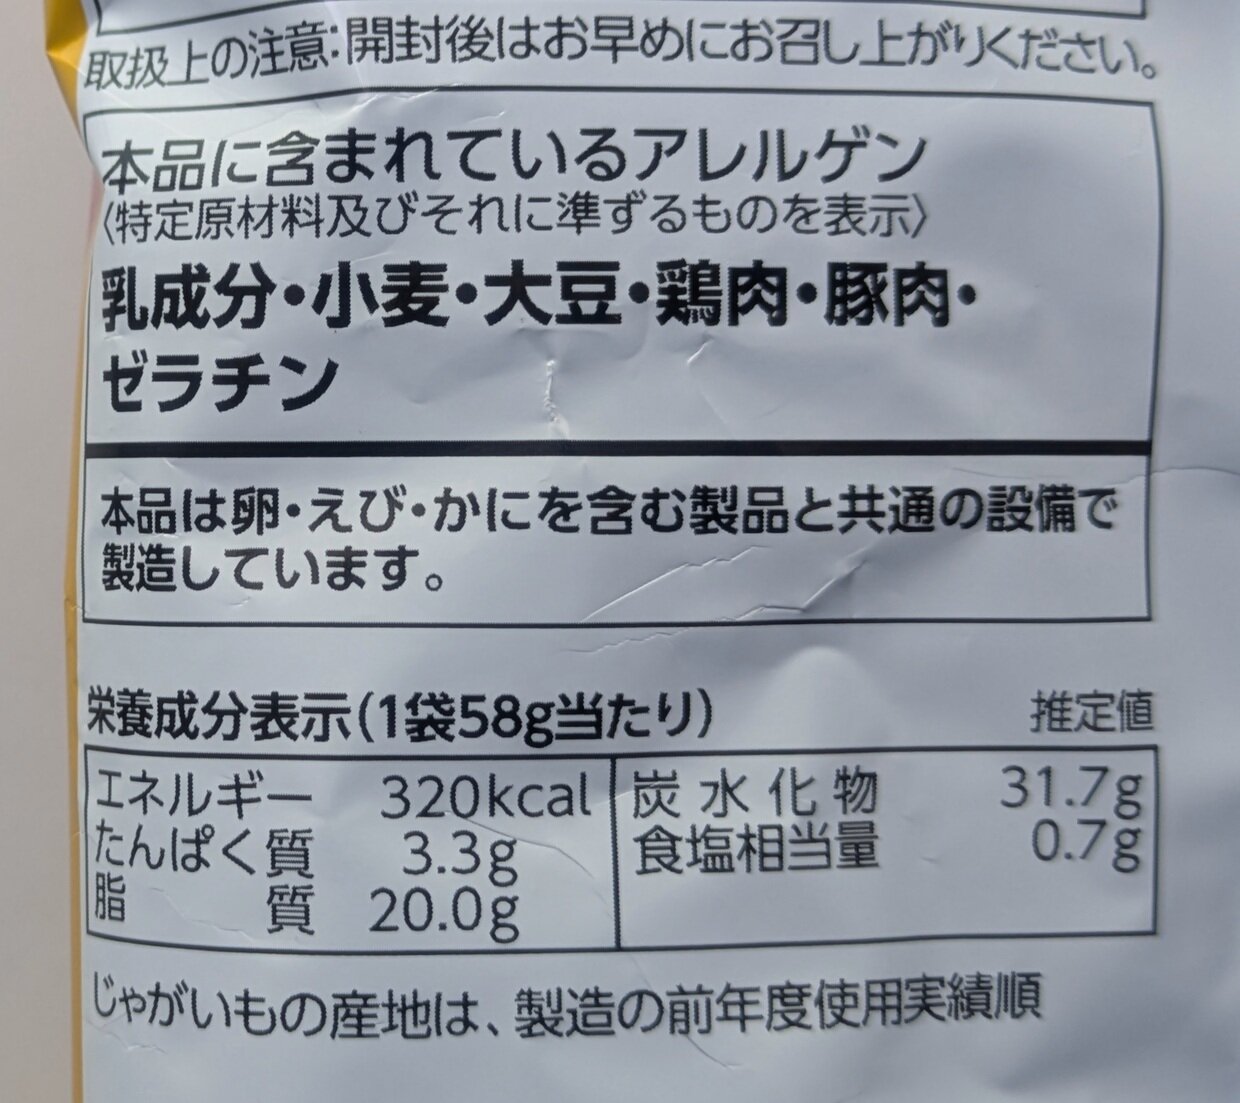 取扱上の注意:開封後はお早めにお召し上がりください。
本品に含まれているアレルゲン
〈特定原材料及びそれに準ずるものを表示〉
乳成分・小麦・大豆・鶏肉・豚肉・
ゼラチン
本品は卵・えび・かにを含む製品と共通の設備で
製造しています。
栄養成分表示(1袋58g当たり) 推定値
エネルギー 320kcal 炭水化物 31.7g
たんぱく質 3.3g 食塩相当量 0.7g
脂質 20.0g
じゃがいもの産地は、製造の前年度使用実績順